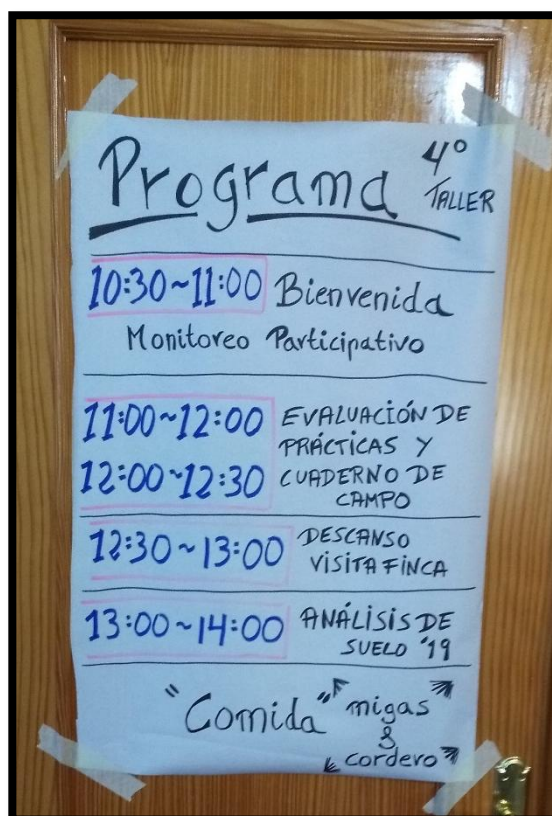 Programa 4º TALLER
10:30~11:00 Bienvenida
Monitoreo Participativo
11:00~12:00 EVALUACIÓN DE
PRÁCTICAS Y
12:00~12:30 CUADERNO DE
CAMPO
12:30~13:00 DESCANSO
VISITA FINCA
13:00~14:00 ANÁLISIS DE
SUELO '19
"Comida" migas
&
cordero